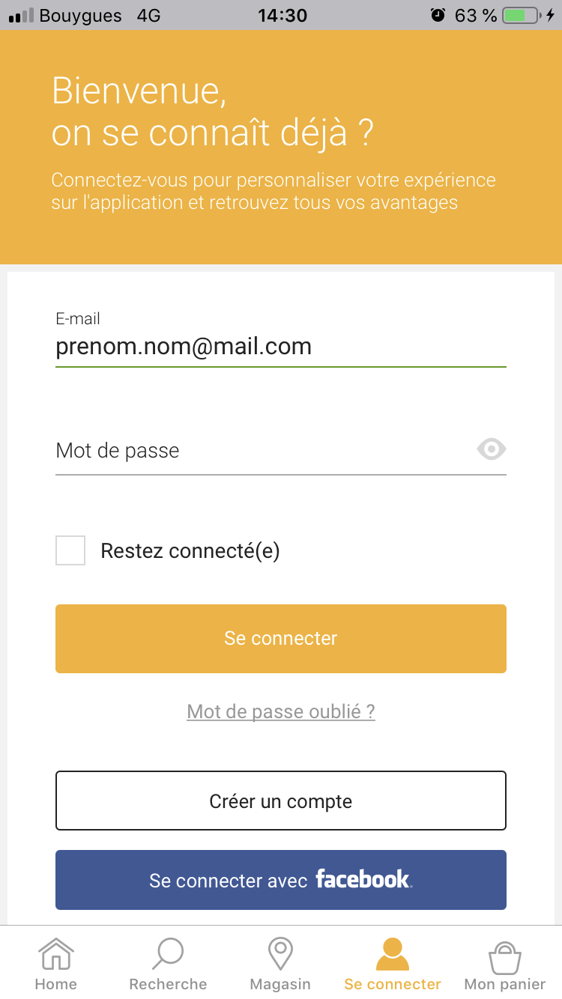 Bouygues 4G 14:30 63 %
Bienvenue,
on se connaît déjà ?
Connectez-vous pour personnaliser votre expérience
sur l'application et retrouvez tous vos avantages
E-mail
prenom.nom@mail.com
Mot de passe
Restez connecté(e)
Se connecter
Mot de passe oublié ?
Créer un compte
Se connecter avec facebook.
Home Recherche Magasin Se connecter Mon panier